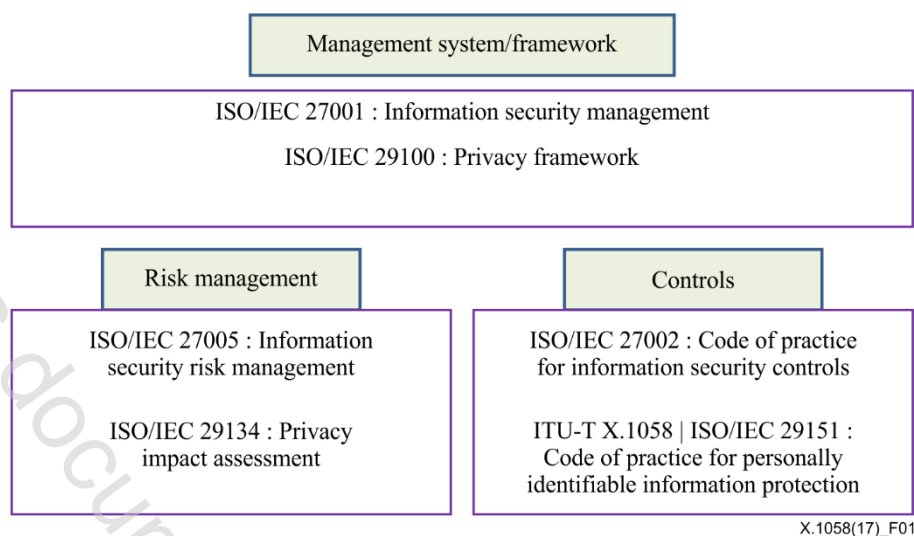 Management system/framework
ISO/IEC 27001 : Information security management
ISO/IEC 29100 : Privacy framework
Risk management
ISO/IEC 27005 : Information
security risk management
ISO/IEC 29134 : Privacy
impact assessment
Controls
ISO/IEC 27002 : Code of practice
for information security controls
ITU-T X.1058 | ISO/IEC 29151 :
Code of practice for personally
identifiable information protection
X.1058(17)_F01